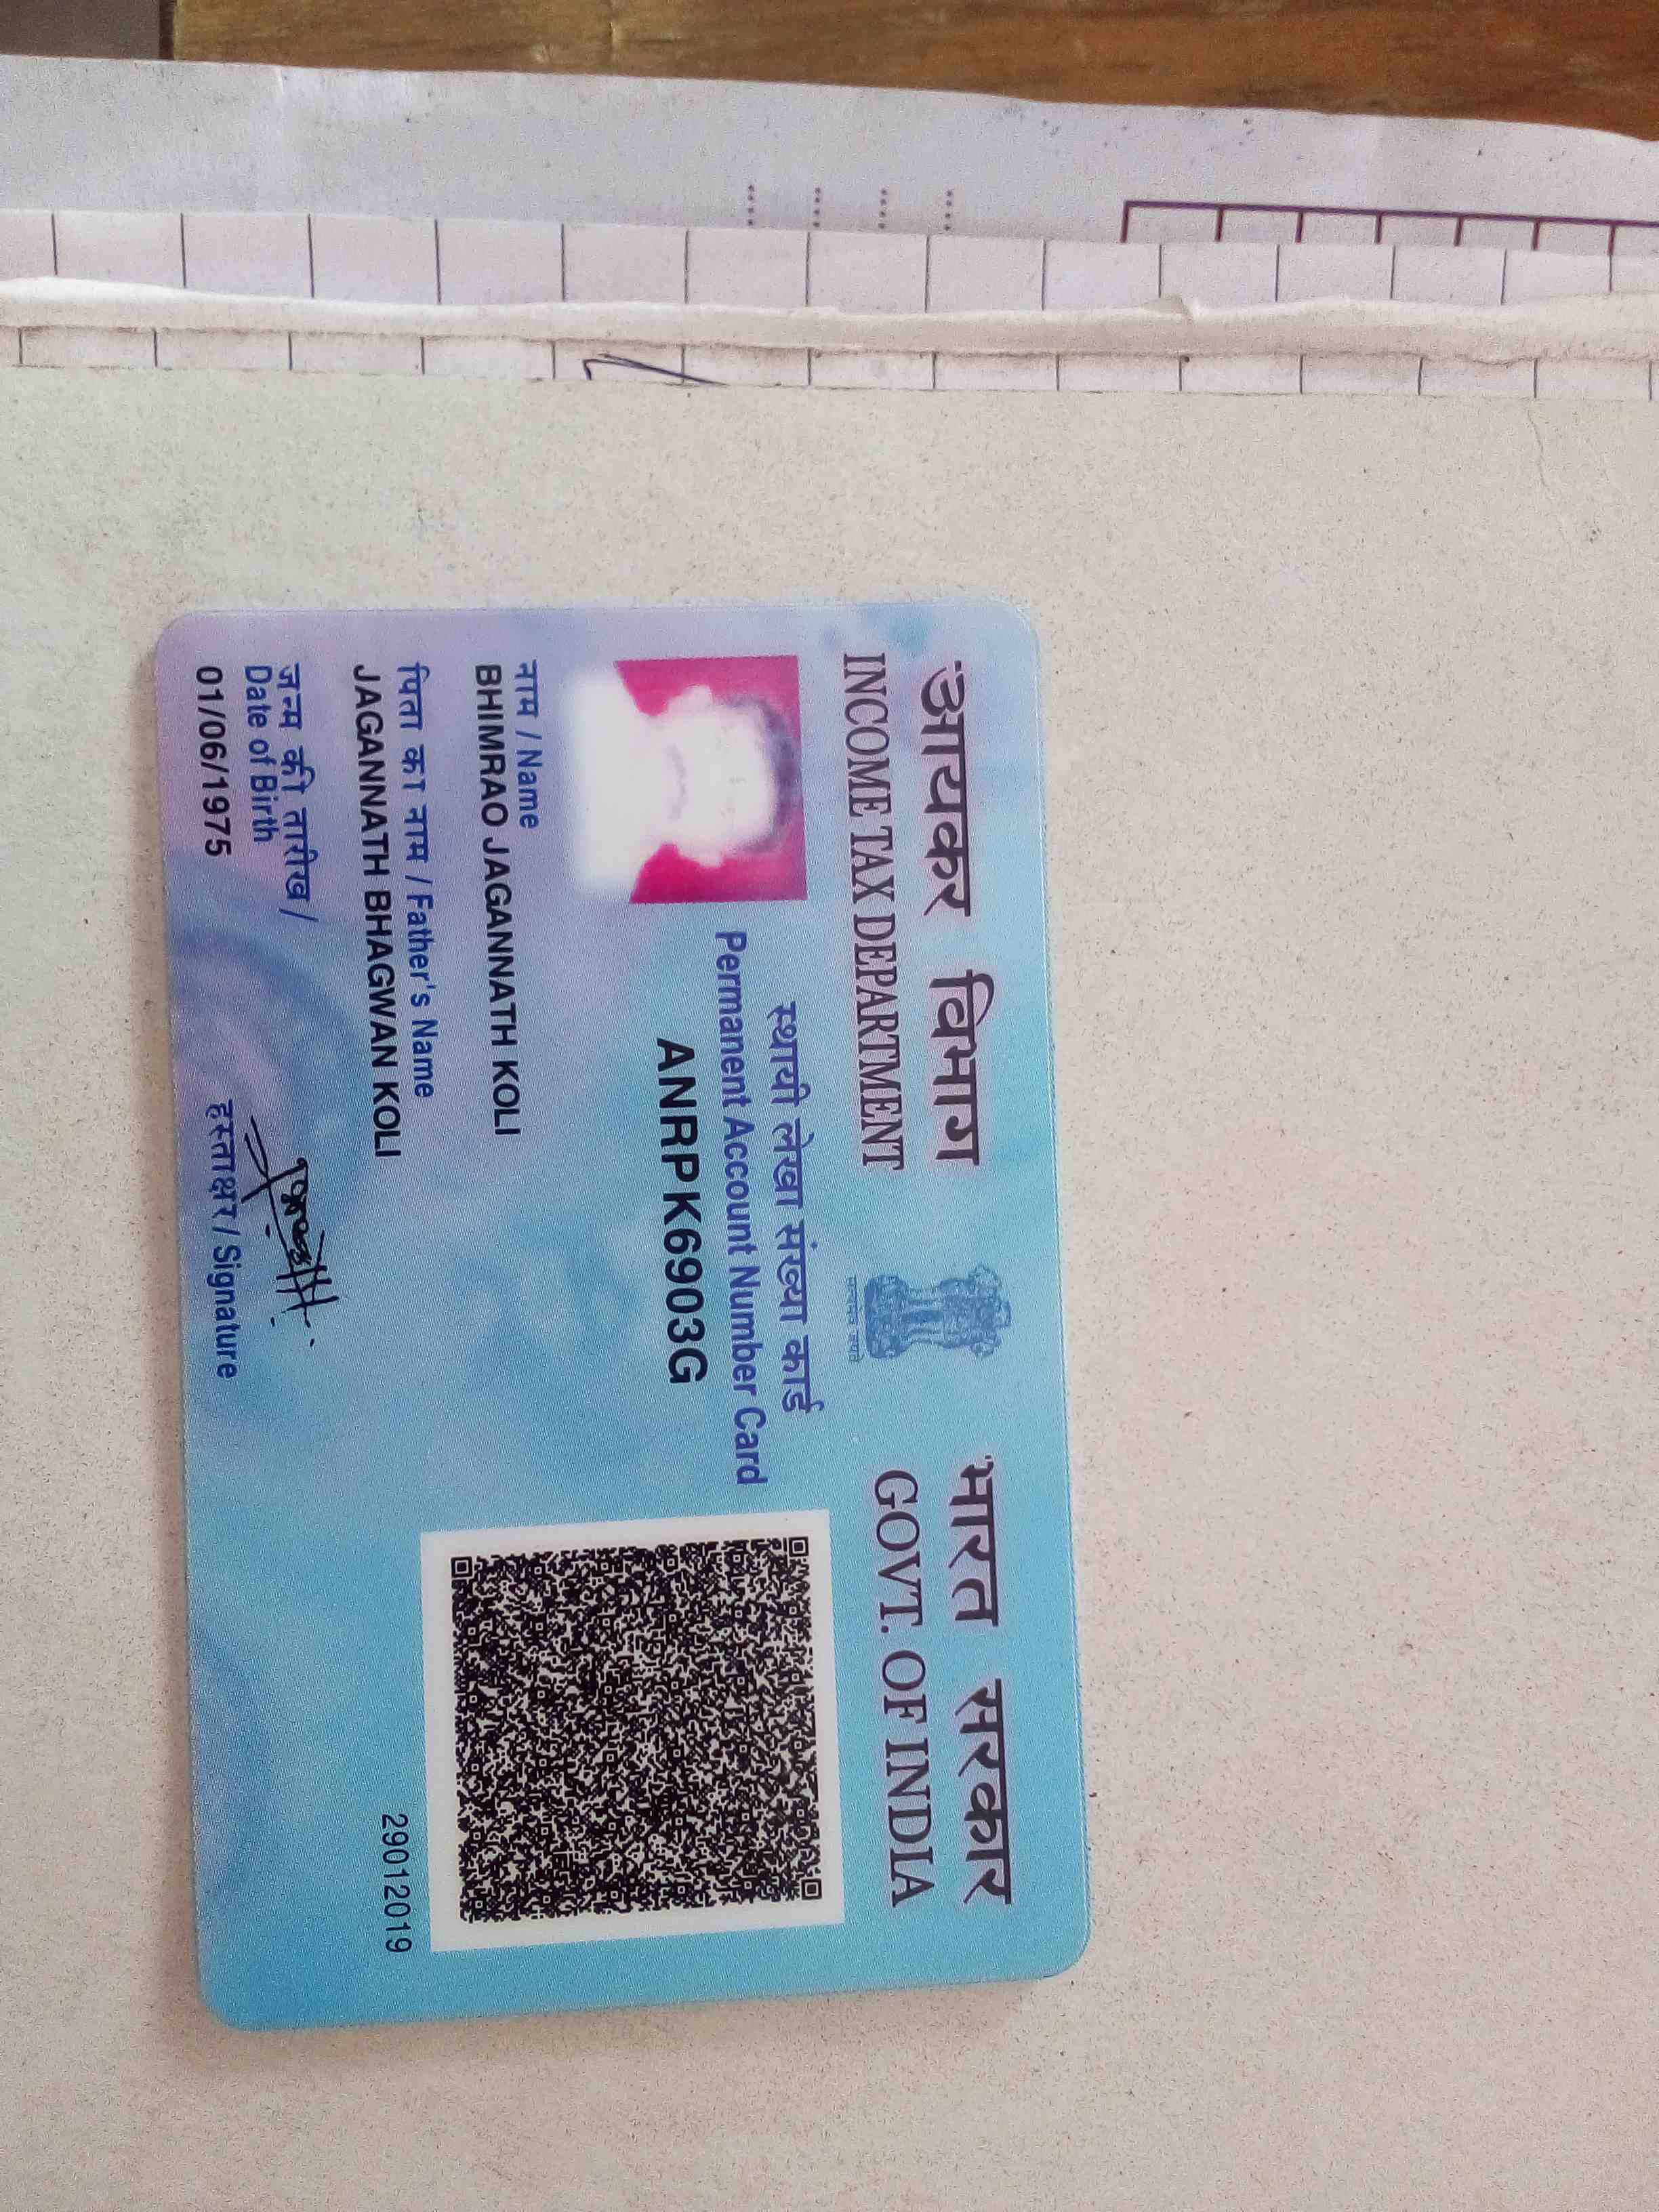 आयकर विभाग
INCOME TAX DEPARTMENT
भारत सरकार
GOVT. OF INDIA
सत्यमेव जयते
स्थायी लेखा संख्या कार्ड
Permanent Account Number Card
ANRPK6903G
नाम / Name
BHIMRAO JAGANNATH KOLI
पिता का नाम / Father's Name
JAGANNATH BHAGWAN KOLI
जन्म की तारीख /
Date of Birth
01/06/1975
हस्ताक्षर / Signature
29012019